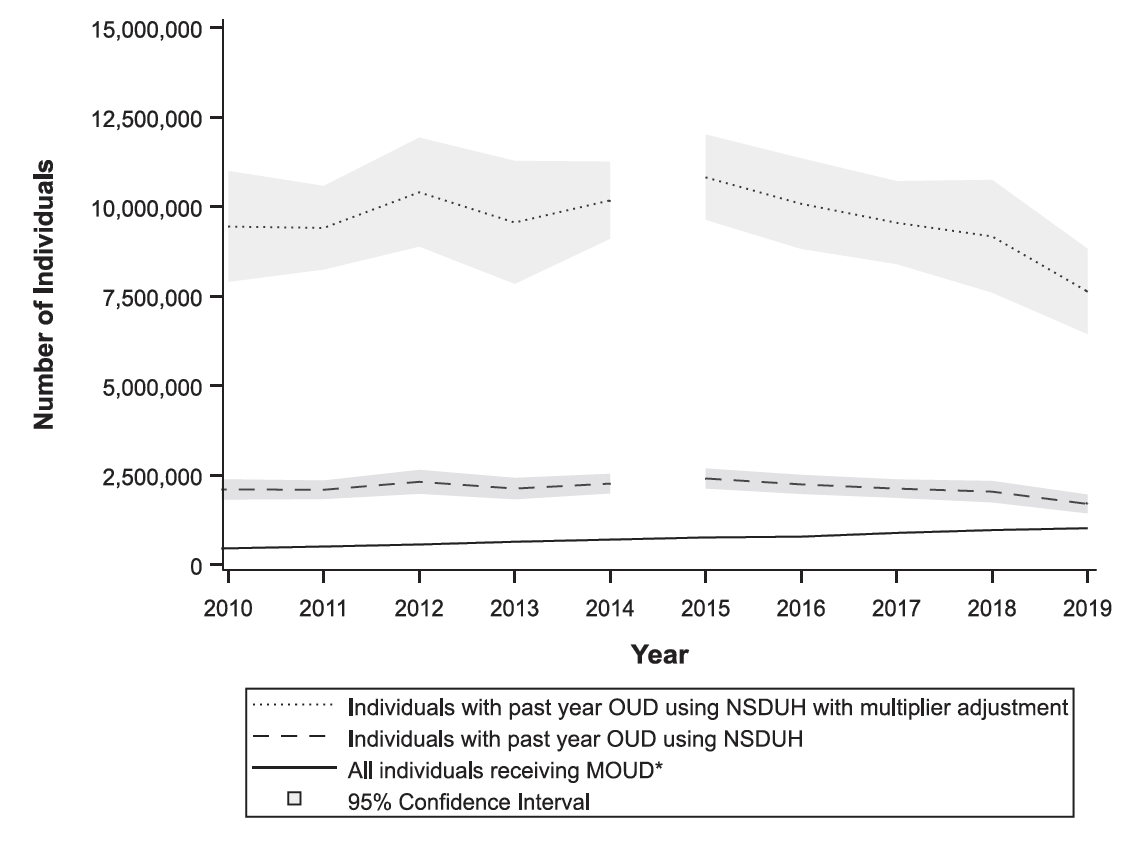 15,000,000
12,500,000
10,000,000
7,500,000
5,000,000
2,500,000
0
Number of Individuals
2010 2011 2012 2013 2014 2015 2016 2017 2018 2019
Year
Individuals with past year OUD using NSDUH with multiplier adjustment
Individuals with past year OUD using NSDUH
All individuals receiving MOUD*
95% Confidence Interval